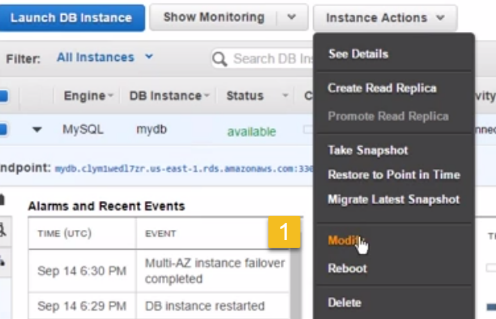 Launch DB Instance Show Monitoring Instance Actions
Filter: All Instances Search DB Ins
See Details
Create Read Replica
Promote Read Replica
Take Snapshot
Restore to Point in Time
Migrate Latest Snapshot
Modify
Reboot
Delete
Engine DB Instance Status C vity
MySQL mydb available nnec
ndpoint: mydb.clym1wedl7zr.us-east-1.rds.amazonaws.com:330
Alarms and Recent Events
1
TIME (UTC) EVENT
Sep 14 6:30 PM Multi-AZ instance failover
completed
Sep 14 6:29 PM DB instance restarted